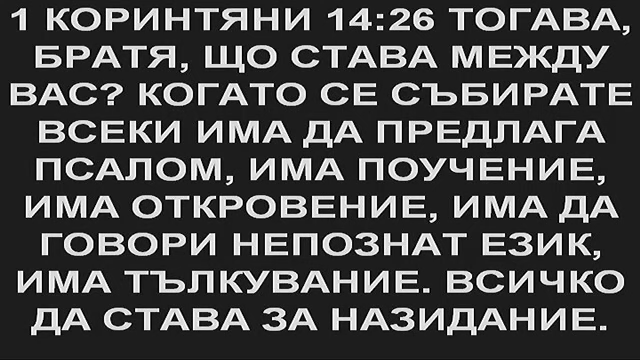 1 КОРИНТЯНИ 14:26 ТОГАВА,
БРАТЯ, ЩО СТАВА МЕЖДУ
ВАС? КОГАТО СЕ СЪБИРАТЕ
ВСЕКИ ИМА ДА ПРЕДЛАГА
ПСАЛОМ, ИМА ПОУЧЕНИЕ,
ИМА ОТКРОВЕНИЕ, ИМА ДА
ГОВОРИ НЕПОЗНАТ ЕЗИК,
ИМА ТЪЛКУВАНИЕ. ВСИЧКО
ДА СТАВА ЗА НАЗИДАНИЕ.